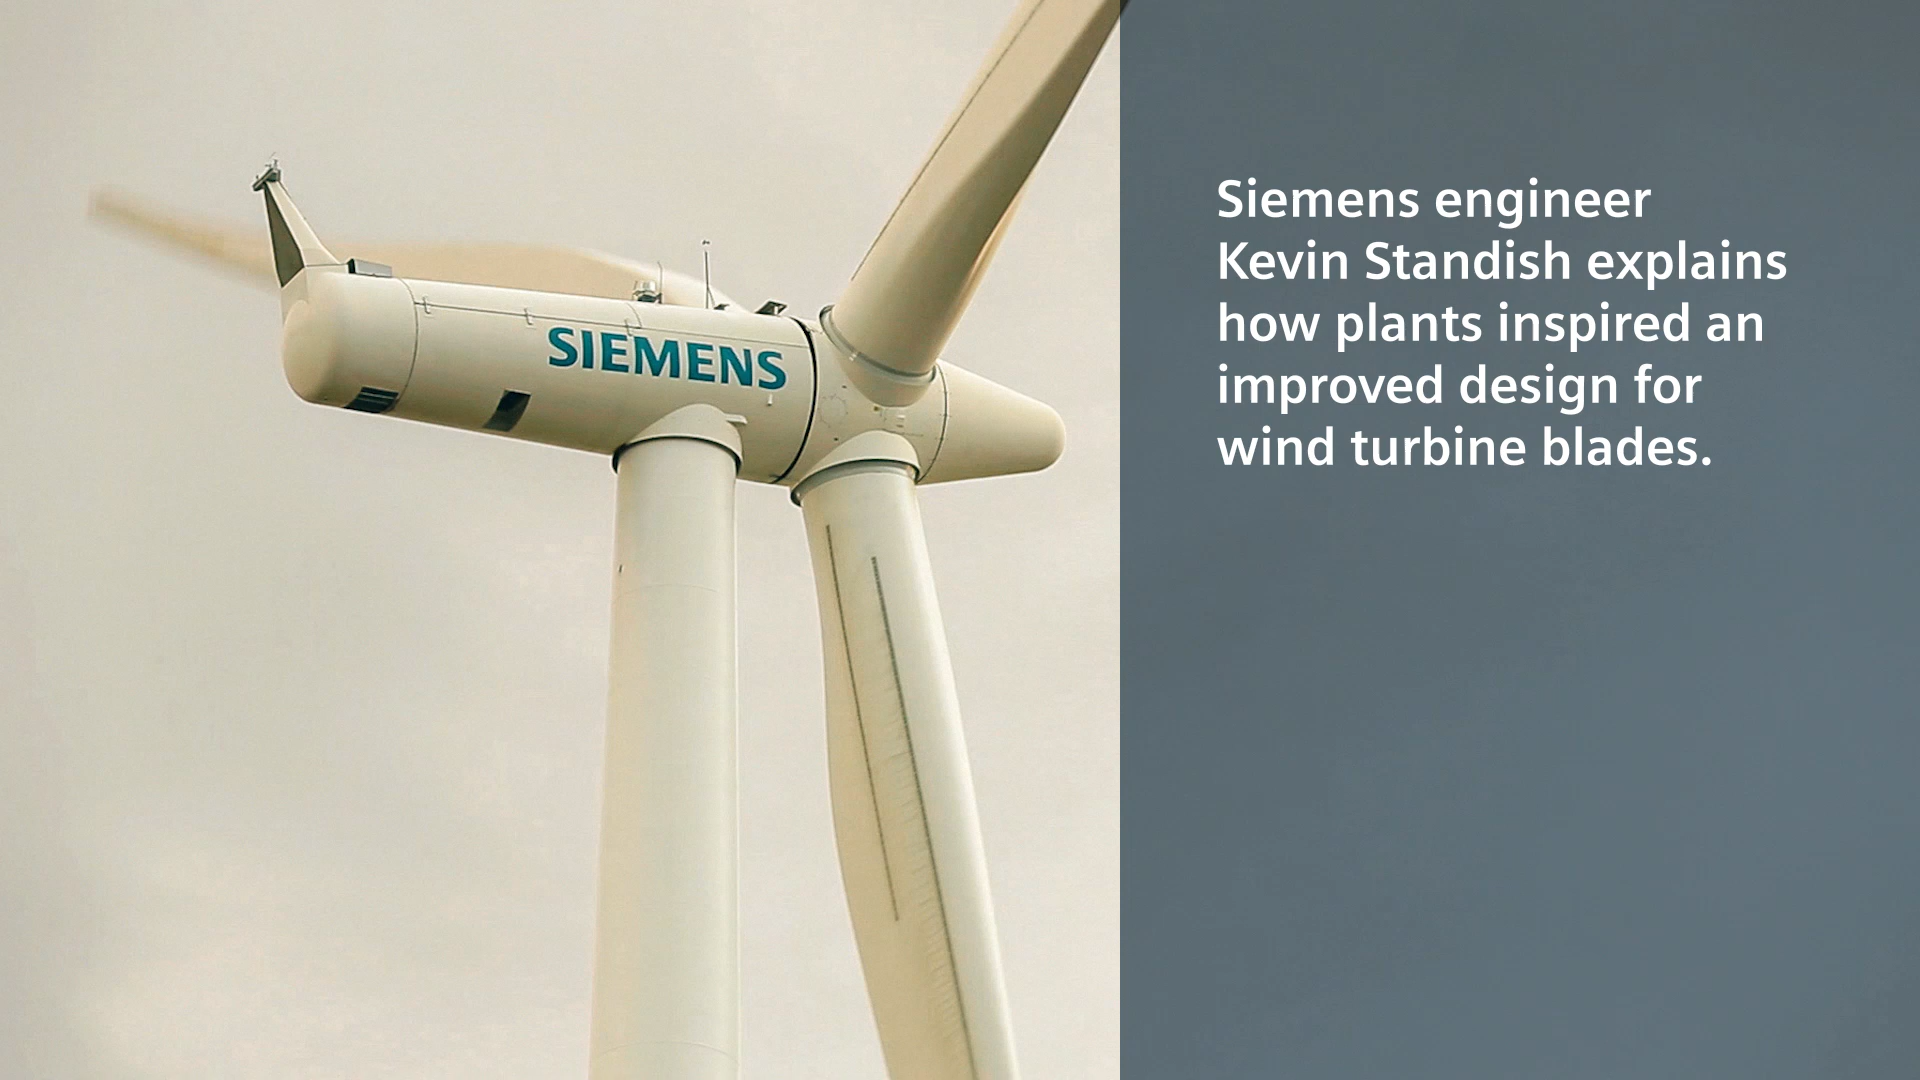 SIEMENS
Siemens engineer
Kevin Standish explains
how plants inspired an
improved design for
wind turbine blades.